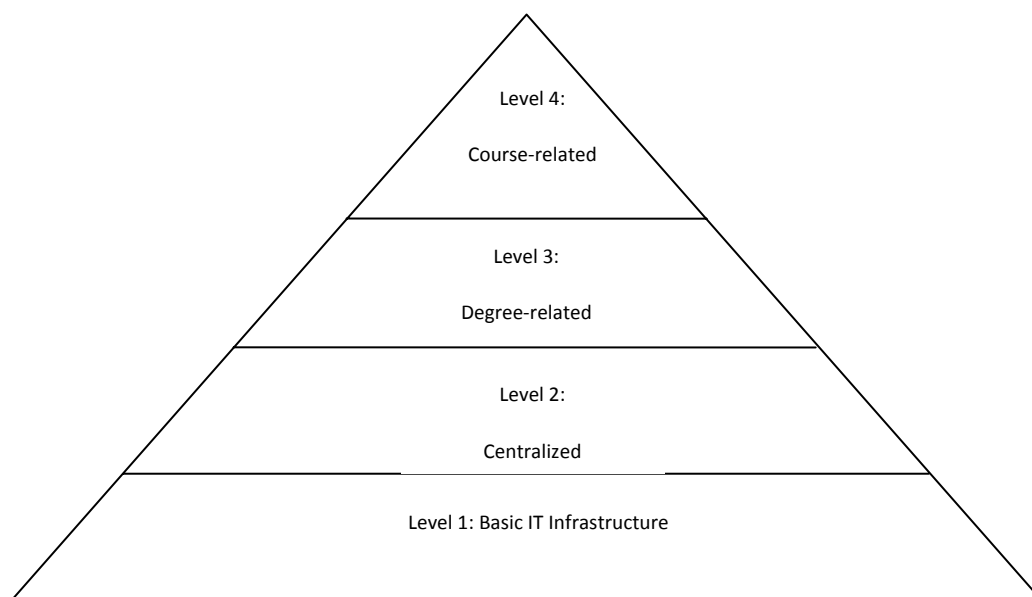 Level 4:
Course-related
Level 3:
Degree-related
Level 2:
Centralized
Level 1: Basic IT Infrastructure